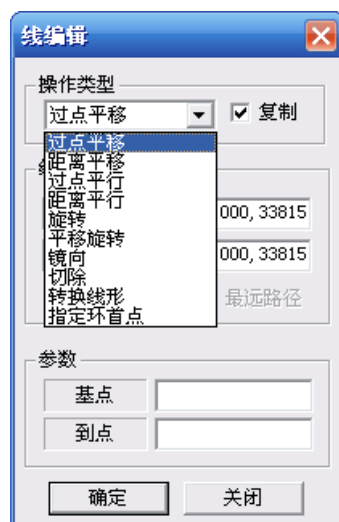 线编辑
操作类型
过点平移
复制
过点平移
距离平移
过点平行
距离平行
旋转
平移旋转
镜向
切除
转换线形
指定环首点
000, 33815
000, 33815
最远路径
参数
基点
到点
确定
关闭